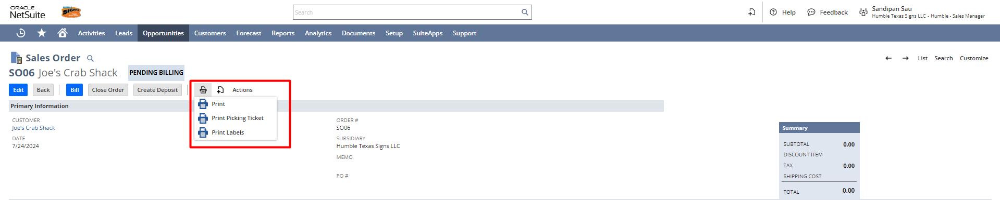 ORACLE
NetSuite
SIGNS
Search
Help
Feedback
Sandipan Sau
Humble Texas Signs LLC - Humble - Sales Manager
Activities
Leads
Opportunities
Customers
Forecast
Reports
Analytics
Documents
Setup
SuiteApps
Support
Sales Order
List
Search
Customize
SO06 Joe's Crab Shack
PENDING BILLING
Edit
Back
Bill
Close Order
Create Deposit
Actions
Print
Print Picking Ticket
Print Labels
Primary Information
CUSTOMER
Joe's Crab Shack
DATE
7/24/2024
ORDER #
SO06
SUBSIDIARY
Humble Texas Signs LLC
MEMO
PO #
Summary
SUBTOTAL 0.00
DISCOUNT ITEM
TAX 0.00
SHIPPING COST
TOTAL 0.00